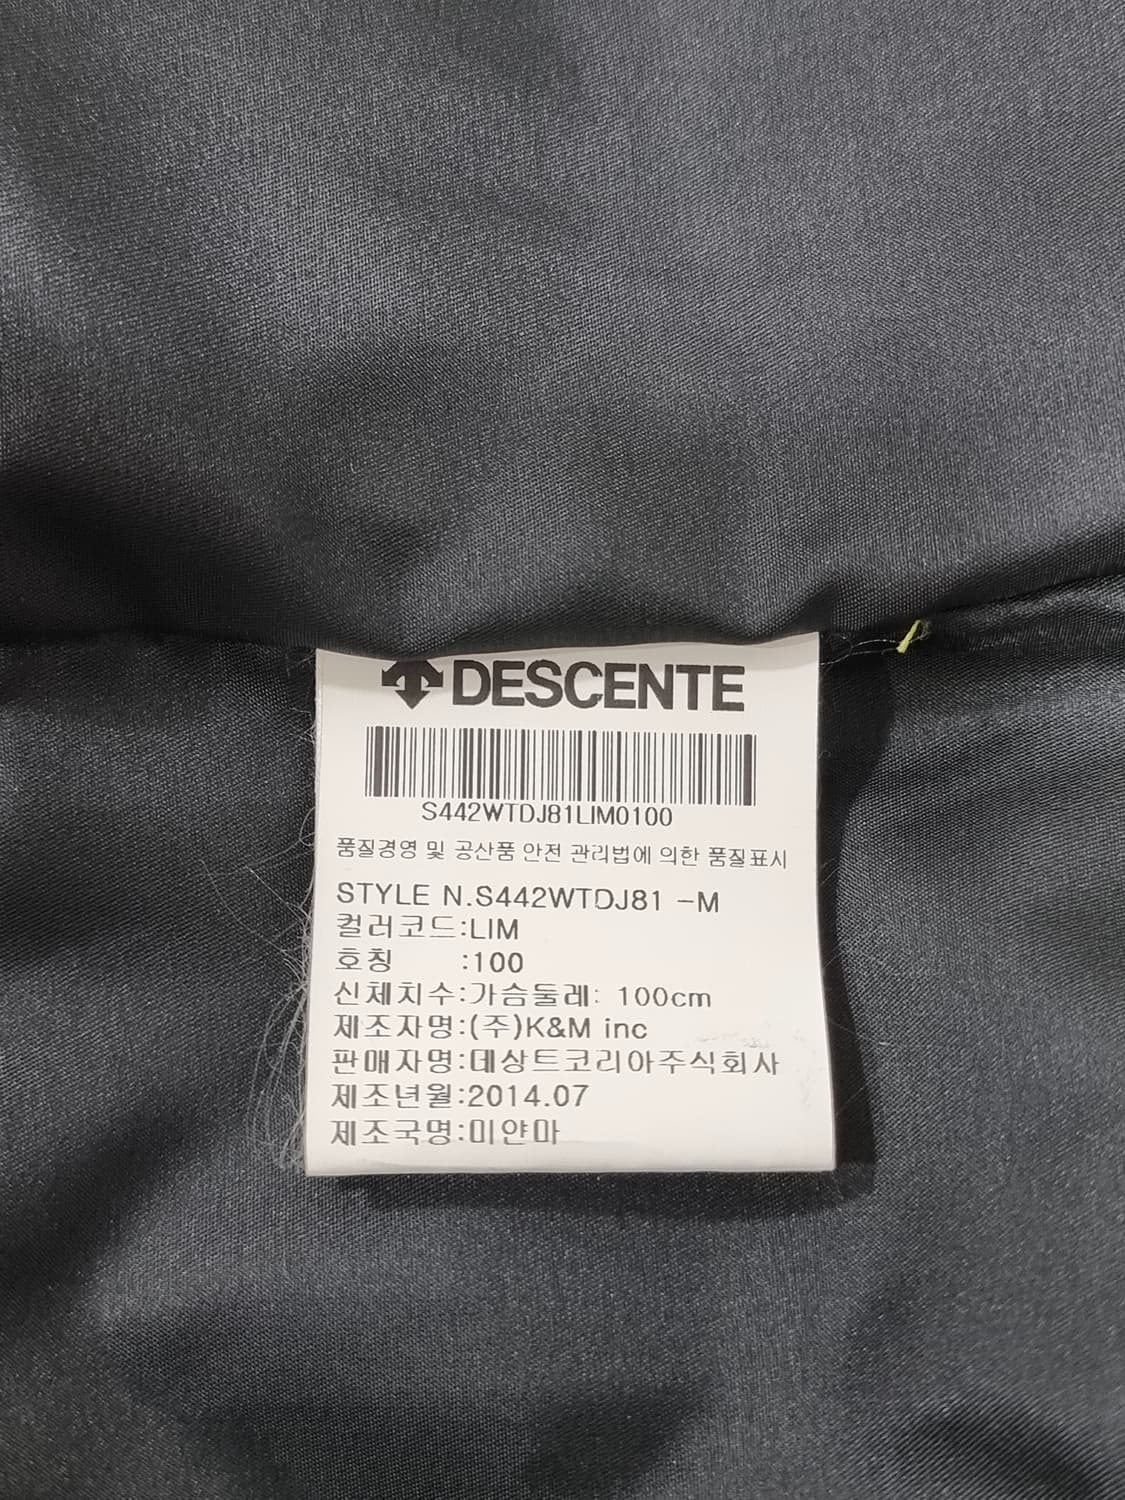 DESCENTE
S442WTDJ81LIM0100
품질경영 및 공산품 안전 관리법에 의한 품질표시
STYLE N.S442WTDJ81 -M
컬러코드:LIM
호칭 :100
신체치수:가슴둘레: 100cm
제조자명:(주)K&M inc
판매자명:데상트코리아주식회사
제조년월:2014.07
제조국명:미얀마